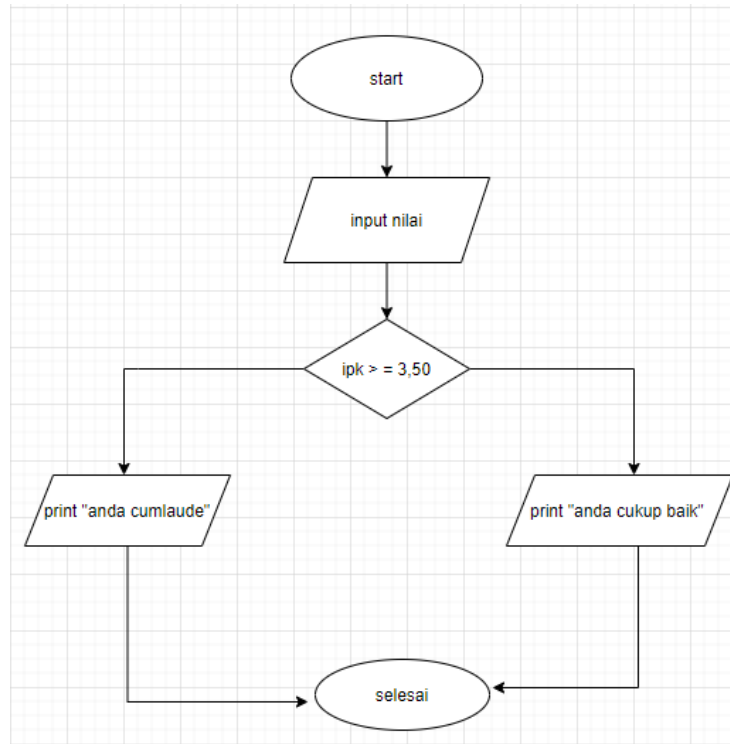 start
input nilai
ipk > = 3,50
print "anda cumlaude"
print "anda cukup baik"
selesai